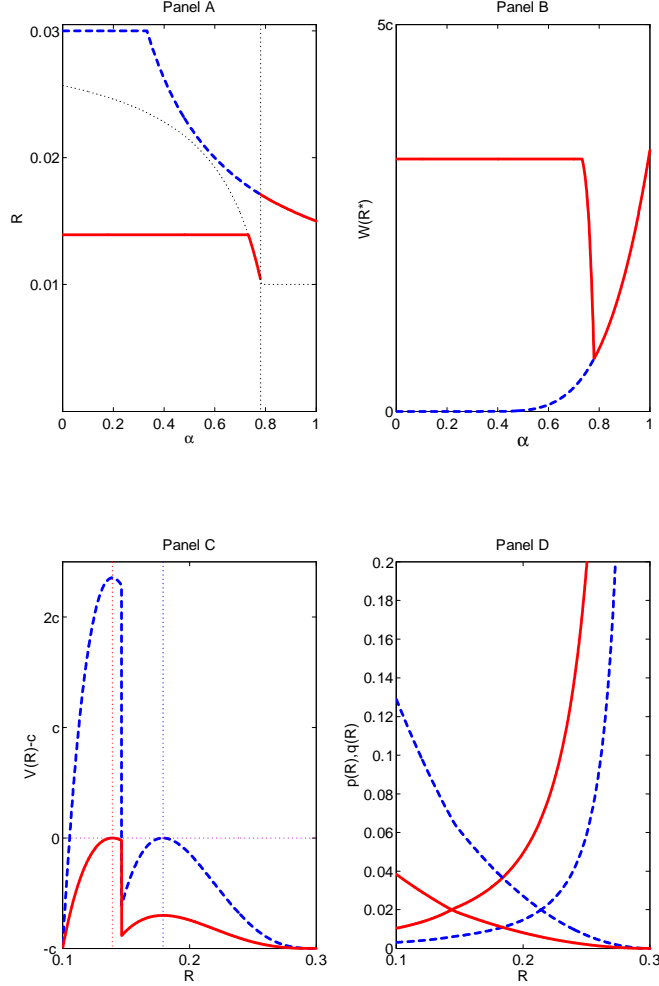 Panel A
Panel B
0.03
0.02
0.01
R
0
0.2
0.4
0.6
0.8
1
α
5c
0
W(R*)
0
0.2
0.4
0.6
0.8
1
α
Panel C
Panel D
2c
c
0
-c
V(R)-c
0.1
0.2
0.3
R
0.2
0.18
0.16
0.14
0.12
0.1
0.08
0.06
0.04
0.02
0
p(R),q(R)
0.1
0.2
0.3
R